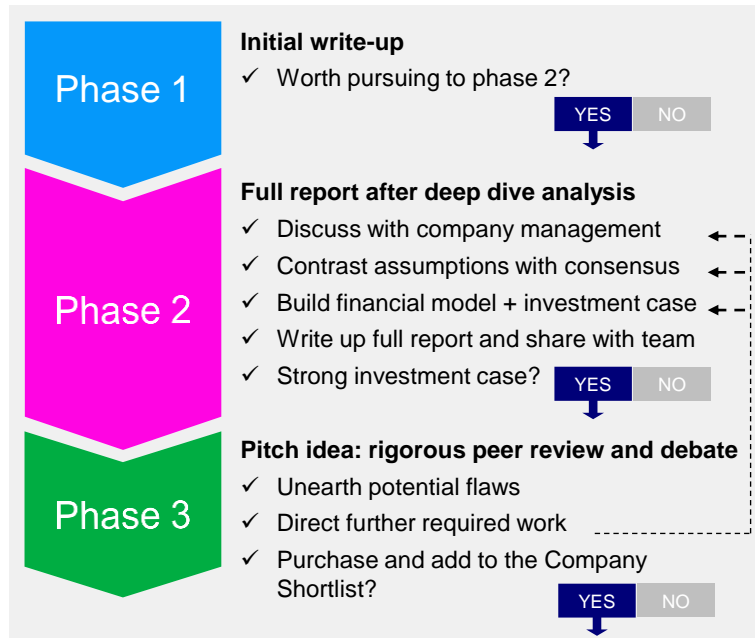 Phase 1
Initial write-up
✓ Worth pursuing to phase 2?
YES NO
Phase 2
Full report after deep dive analysis
✓ Discuss with company management
✓ Contrast assumptions with consensus
✓ Build financial model + investment case
✓ Write up full report and share with team
✓ Strong investment case?
YES NO
Phase 3
Pitch idea: rigorous peer review and debate
✓ Unearth potential flaws
✓ Direct further required work
✓ Purchase and add to the Company
Shortlist?
YES NO